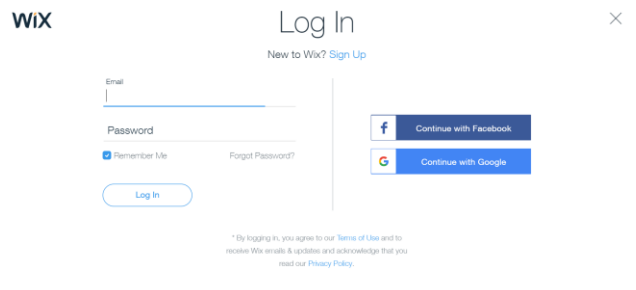 WiX
Log In
New to Wix? Sign Up
Email
Password
Remember Me
Forgot Password?
Log In
f Continue with Facebook
G Continue with Google
* By logging in, you agree to our Terms of Use and to
receive Wix emails & updates and acknowledge that you
read our Privacy Policy.